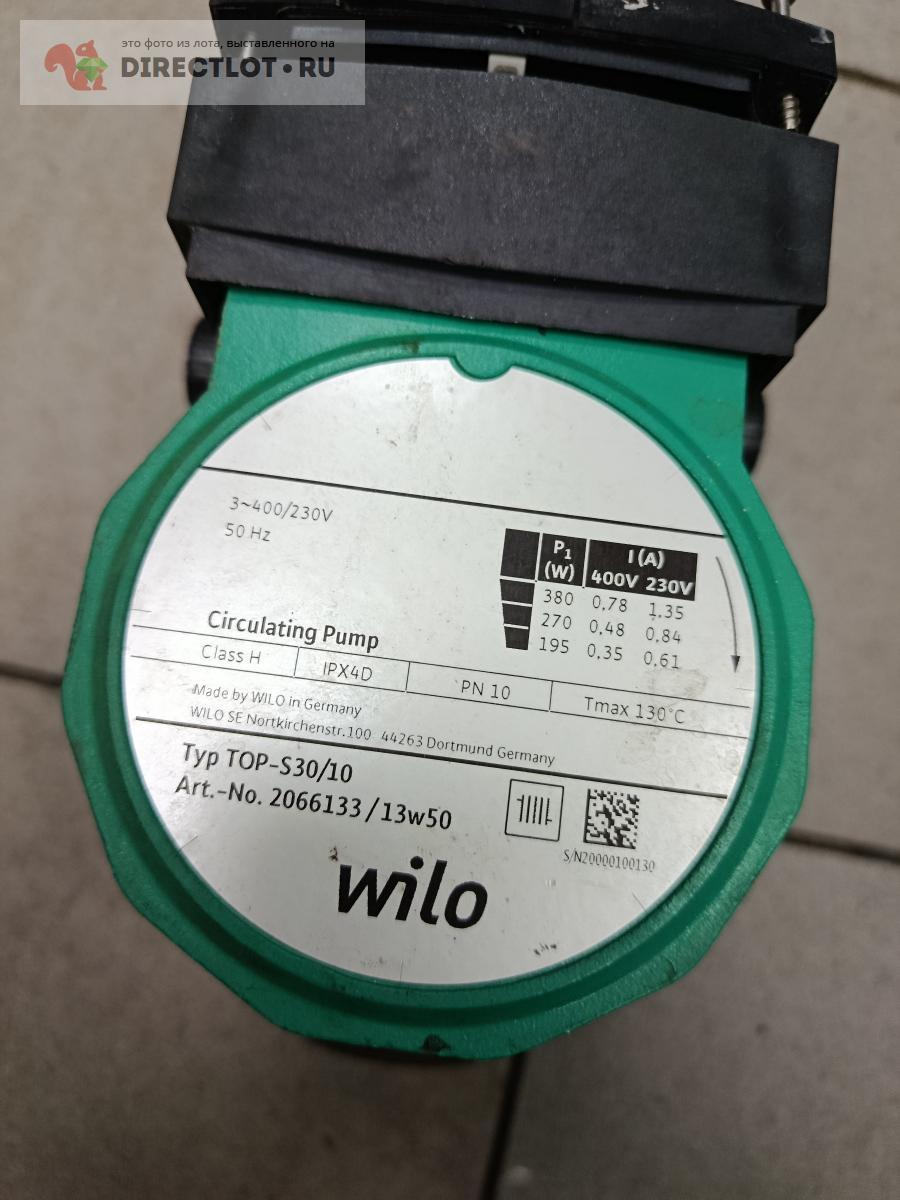 это фото из лота, выставленного на
DIRECTLOT.RU
3~400/230V
50 Hz
P1 (W) I (A)
400V 230V
380 0,78 1,35
270 0,48 0,84
195 0,35 0,61
Circulating Pump
Class H IPX4D PN 10 Tmax 130°C
Made by WILO in Germany
WILO SE Nortkirchenstr.100 44263 Dortmund Germany
Typ TOP-S30/10
Art.-No. 2066133/13w50
S/N20000100130
wilo